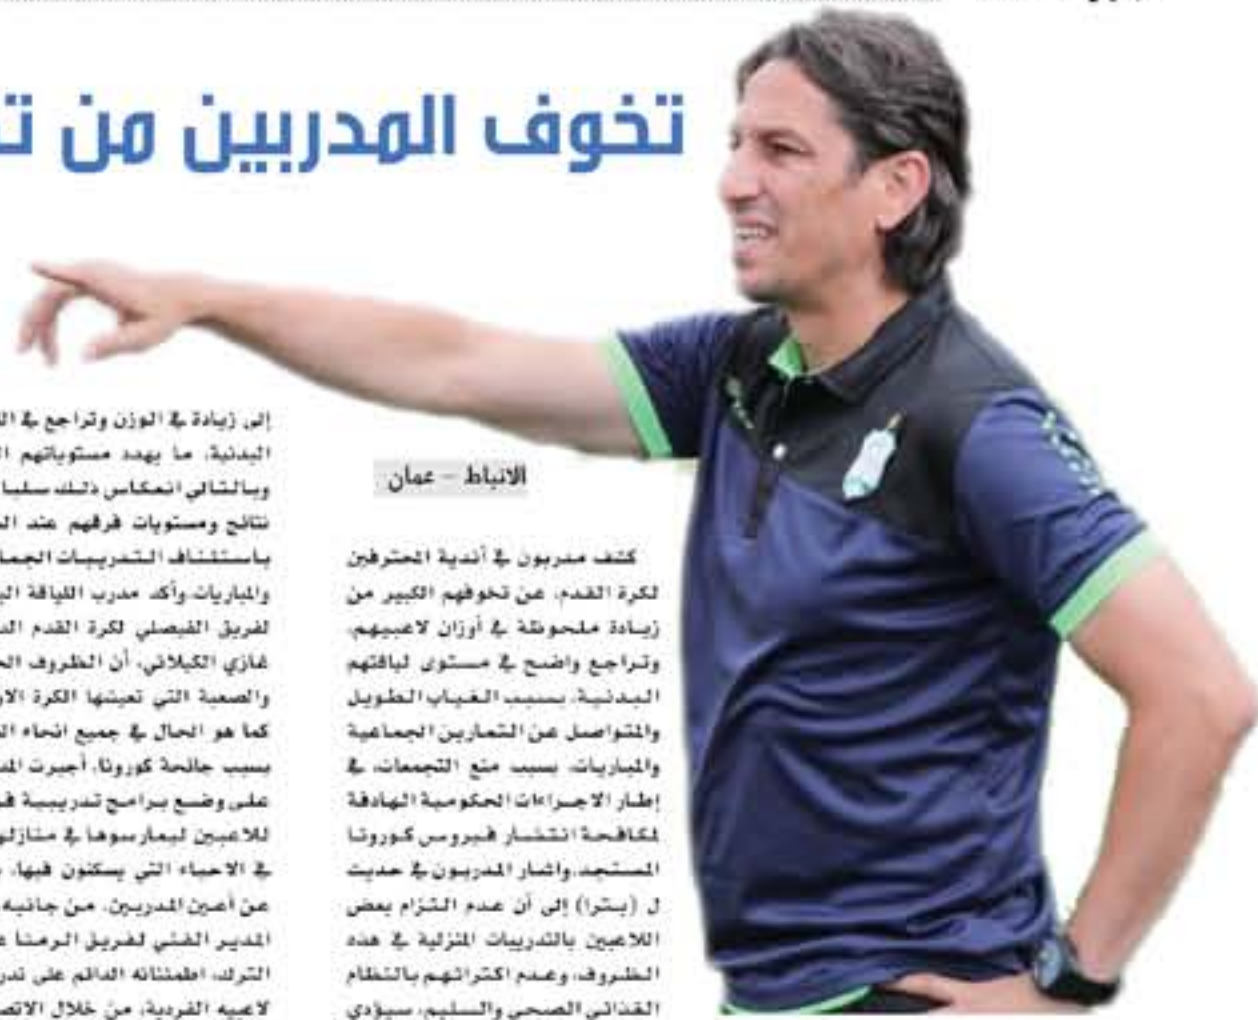 تخوف المدربين من
الانباط – عمان
كشف مدربون في أندية المحترفين
لكرة القدم، عن تخوفهم الكبير من
زيادة ملحوظة في أوزان لاعبيهم،
وتراجع واضح في مستوى لياقتهم
البدنية، بسبب الغياب الطويل
والمتواصل عن التمارين الجماعية
والمباريات، بسبب منع التجمعات، في
إطار الاجراءات الحكومية الهادفة
لمكافحة انتشار فيروس كورونا
المستجد.واشار المدربون في حديث
ل (بترا) إلى أن عدم التزام بعض
اللاعبين بالتدريبات المنزلية في هذه
الظروف، وعدم اكتراثهم بالنظام
الغذائي الصحي والسليم، سيؤدي
إلى زيادة في الوزن وتراجع في
البدنية، ما يهدد مستوياتهم
وبالتالي انعكاس ذلك سلبا
نتائج ومستويات فرقهم عند
باستئناف التدريبات
والمباريات.وأكد مدرب اللياقة
لفريق الفيصلي لكرة القدم
غازي الكيلاني، أن الظروف
والصعبة التي تعيشها الكرة
كما هو الحال في جميع انحاء
بسبب جائحة كورونا، أجبرت
على وضع برامج تدريبية
للاعبين ليمارسوها في
في الاحياء التي يسكنون فيها،
عن أعين المدربين. من جانبه
المدير الفني لفريق الرمثا
الترك، اطمئنانه الدائم على
لاعبيه الفردية، من خلال